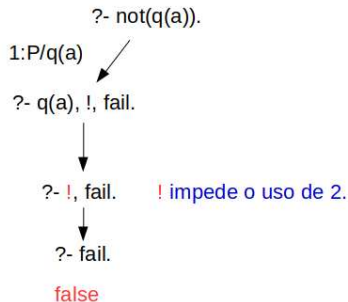 ?- not(q(a)).
1:P/q(a)
?- q(a), !, fail.
?- !, fail. ! impede o uso de 2.
?- fail.
false